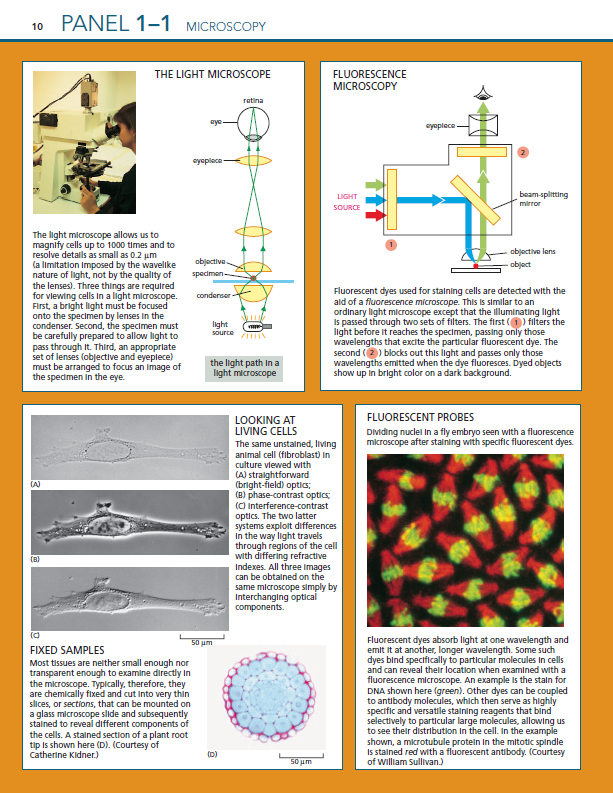 10 PANEL 1–1 MICROSCOPY
THE LIGHT MICROSCOPE
retina
eye
eyepiece
objective
specimen
condenser
light
source
the light path in a
light microscope
The light microscope allows us to
magnify cells up to 1000 times and to
resolve details as small as 0.2 μm
(a limitation imposed by the wavelike
nature of light, not by the quality of
the lenses). Three things are required
for viewing cells in a light microscope.
First, a bright light must be focused
onto the specimen by lenses in the
condenser. Second, the specimen must
be carefully prepared to allow light to
pass through it. Third, an appropriate
set of lenses (objective and eyepiece)
must be arranged to focus an image of
the specimen in the eye.
FLUORESCENCE
MICROSCOPY
eyepiece
2
LIGHT
SOURCE
beam-splitting
mirror
1
objective lens
object
Fluorescent dyes used for staining cells are detected with the
aid of a fluorescence microscope. This is similar to an
ordinary light microscope except that the illuminating light
is passed through two sets of filters. The first ( 1 ) filters the
light before it reaches the specimen, passing only those
wavelengths that excite the particular fluorescent dye. The
second ( 2 ) blocks out this light and passes only those
wavelengths emitted when the dye fluoresces. Dyed objects
show up in bright color on a dark background.
(A)
(B)
(C)
50 μm
LOOKING AT
LIVING CELLS
The same unstained, living
animal cell (fibroblast) in
culture viewed with
(A) straightforward
(bright-field) optics;
(B) phase-contrast optics;
(C) interference-contrast
optics. The two latter
systems exploit differences
in the way light travels
through regions of the cell
with differing refractive
indexes. All three images
can be obtained on the
same microscope simply by
interchanging optical
components.
FIXED SAMPLES
Most tissues are neither small enough nor
transparent enough to examine directly in
the microscope. Typically, therefore, they
are chemically fixed and cut into very thin
slices, or sections, that can be mounted on
a glass microscope slide and subsequently
stained to reveal different components of
the cells. A stained section of a plant root
tip is shown here (D). (Courtesy of
Catherine Kidner.)
(D)
50 μm
FLUORESCENT PROBES
Dividing nuclei in a fly embryo seen with a fluorescence
microscope after staining with specific fluorescent dyes.
Fluorescent dyes absorb light at one wavelength and
emit it at another, longer wavelength. Some such
dyes bind specifically to particular molecules in cells
and can reveal their location when examined with a
fluorescence microscope. An example is the stain for
DNA shown here (green). Other dyes can be coupled
to antibody molecules, which then serve as highly
specific and versatile staining reagents that bind
selectively to particular large molecules, allowing us
to see their distribution in the cell. In the example
shown, a microtubule protein in the mitotic spindle
is stained red with a fluorescent antibody. (Courtesy
of William Sullivan.)